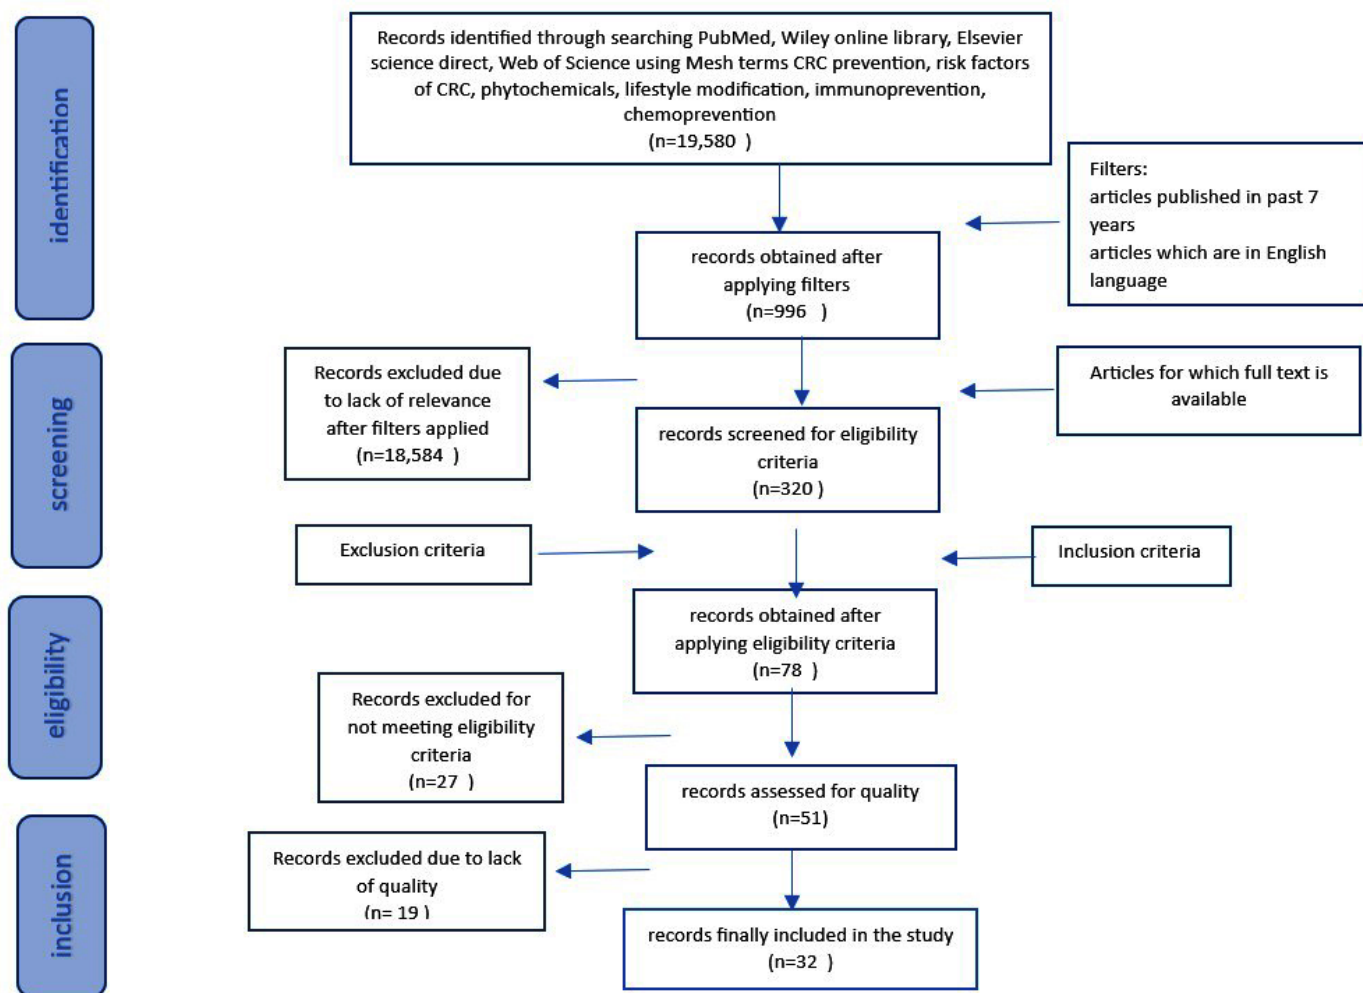 identification
Records identified through searching PubMed, Wiley online library, Elsevier
science direct, Web of Science using Mesh terms CRC prevention, risk factors
of CRC, phytochemicals, lifestyle modification, immunoprevention,
chemoprevention
(n=19,580 )
Filters:
articles published in past 7
years
articles which are in English
language
records obtained after
applying filters
(n=996 )
screening
Records excluded due
to lack of relevance
after filters applied
(n=18,584 )
Articles for which full text is
available
records screened for eligibility
criteria
(n=320 )
Exclusion criteria
Inclusion criteria
eligibility
records obtained after
applying eligibility criteria
(n=78 )
Records excluded for
not meeting eligibility
criteria
(n=27 )
records assessed for quality
(n=51)
inclusion
Records excluded due to lack
of quality
(n= 19 )
records finally included in the study
(n=32 )